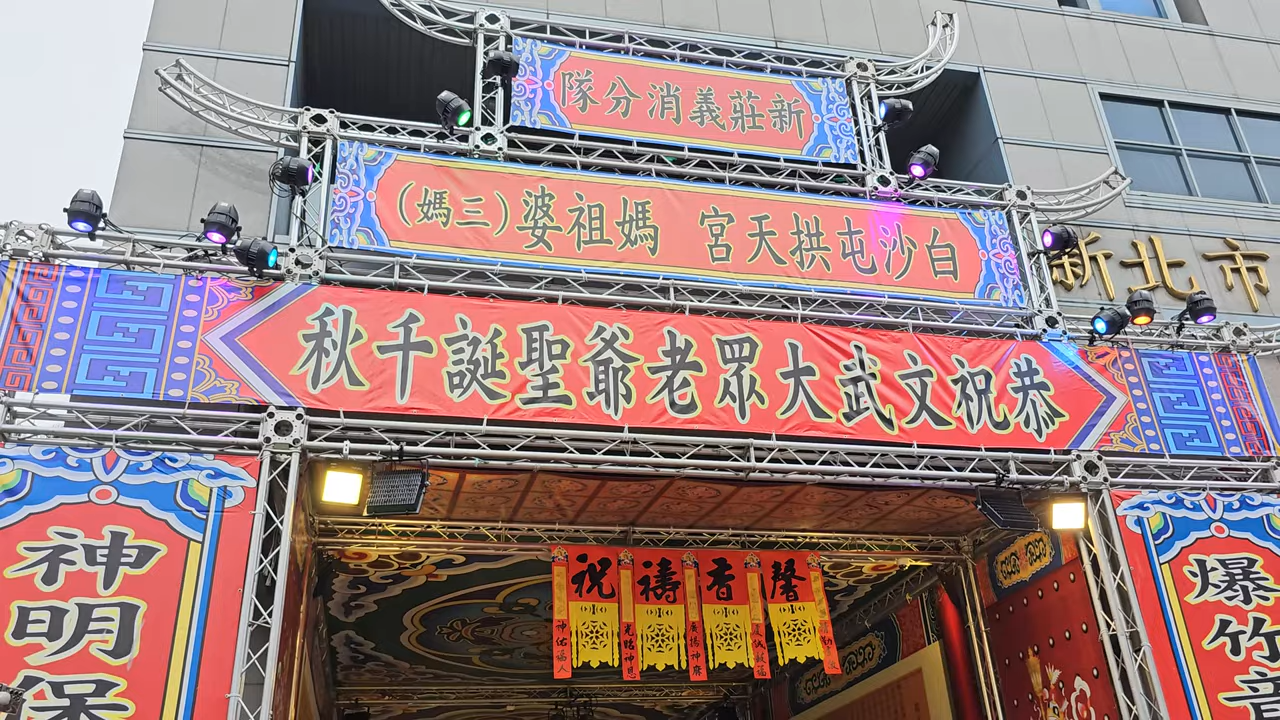 新莊義消分隊
白沙屯拱天宮 媽祖婆(三媽)
新北市
恭祝文武大眾老爺聖誕千秋
爆竹
神明保
祝禱香馨